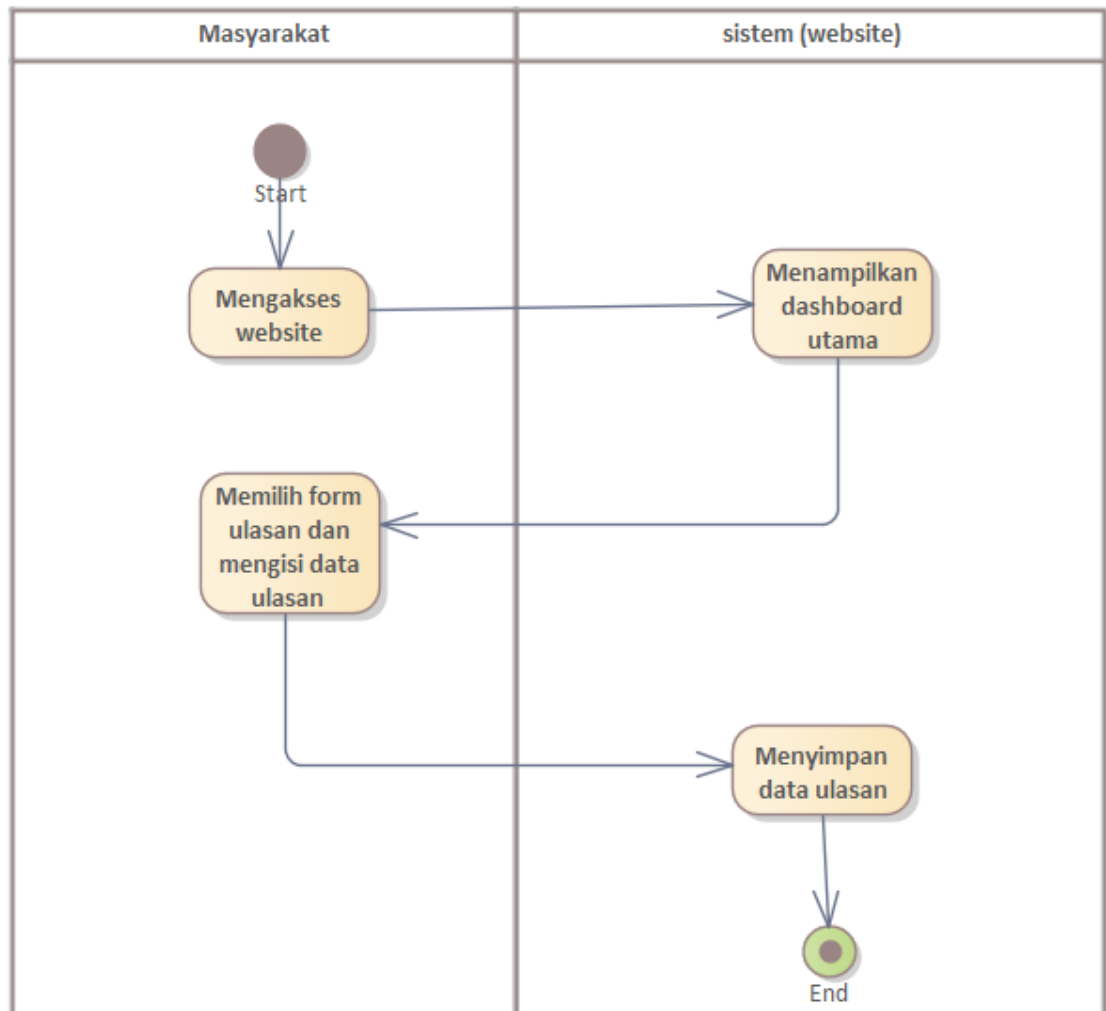 Masyarakat
sistem (website)
Start
Mengakses
website
Menampilkan
dashboard
utama
Memilih form
ulasan dan
mengisi data
ulasan
Menyimpan
data ulasan
End